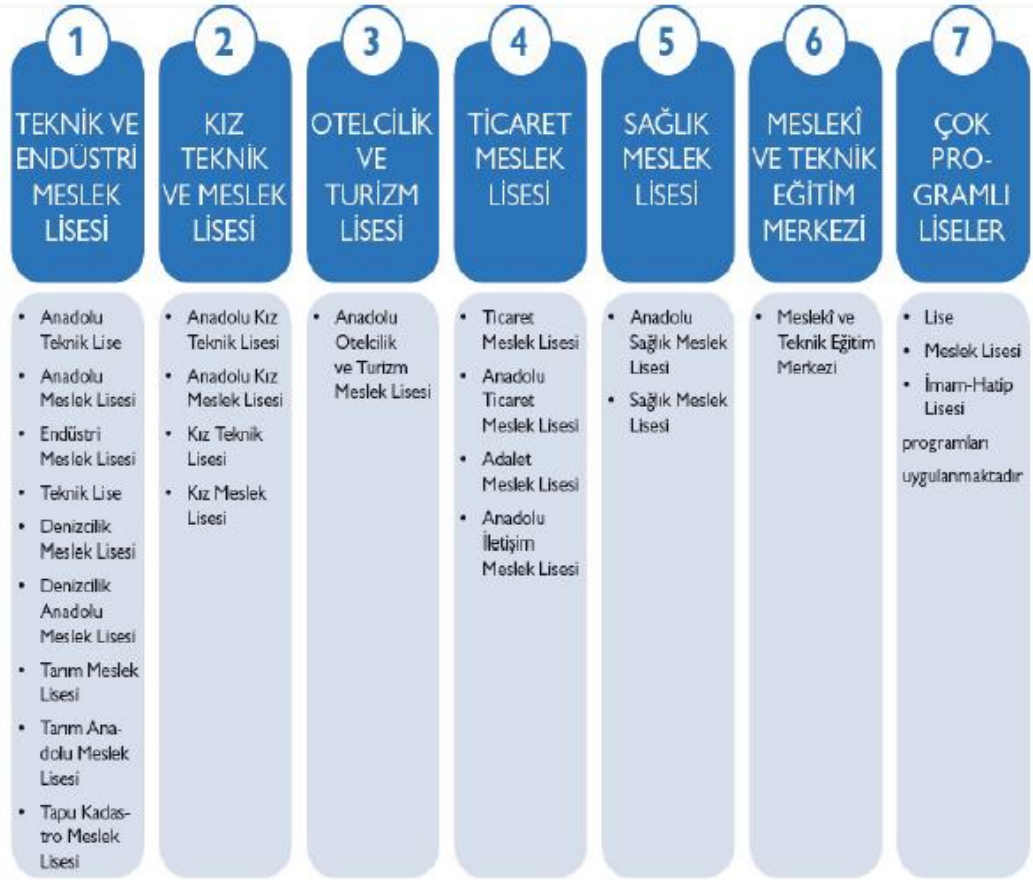 1
TEKNİK VE
ENDÜSTRİ
MESLEK
LİSESİ
• Anadolu
Teknik Lise
• Anadolu
Meslek Lisesi
• Endüstri
Meslek Lisesi
• Teknik Lise
• Denizcilik
Meslek Lisesi
• Denizcilik
Anadolu
Meslek Lisesi
• Tarım Meslek
Lisesi
• Tarım Ana-
dolu Meslek
Lisesi
• Tapu Kadas-
tro Meslek
Lisesi
2
KIZ
TEKNİK
VE MESLEK
LİSESİ
• Anadolu Kız
Teknik Lisesi
• Anadolu Kız
Meslek Lisesi
• Kız Teknik
Lisesi
• Kız Meslek
Lisesi
3
OTELCİLİK
VE
TURİZM
LİSESİ
• Anadolu
Otelcilik
ve Turizm
Meslek Lisesi
4
TİCARET
MESLEK
LİSESİ
• Ticaret
Meslek Lisesi
• Anadolu
Ticaret
Meslek Lisesi
• Adalet
Meslek Lisesi
• Anadolu
İletişim
Meslek Lisesi
5
SAĞLIK
MESLEK
LİSESİ
• Anadolu
Sağlık Meslek
Lisesi
• Sağlık Meslek
Lisesi
6
MESLEKÎ
VE TEKNİK
EĞİTİM
MERKEZİ
• Meslekî ve
Teknik Eğitim
Merkezi
7
ÇOK
PRO-
GRAMLI
LİSELER
• Lise
• Meslek Lisesi
• İmam-Hatip
Lisesi
programları
uygulanmaktadır